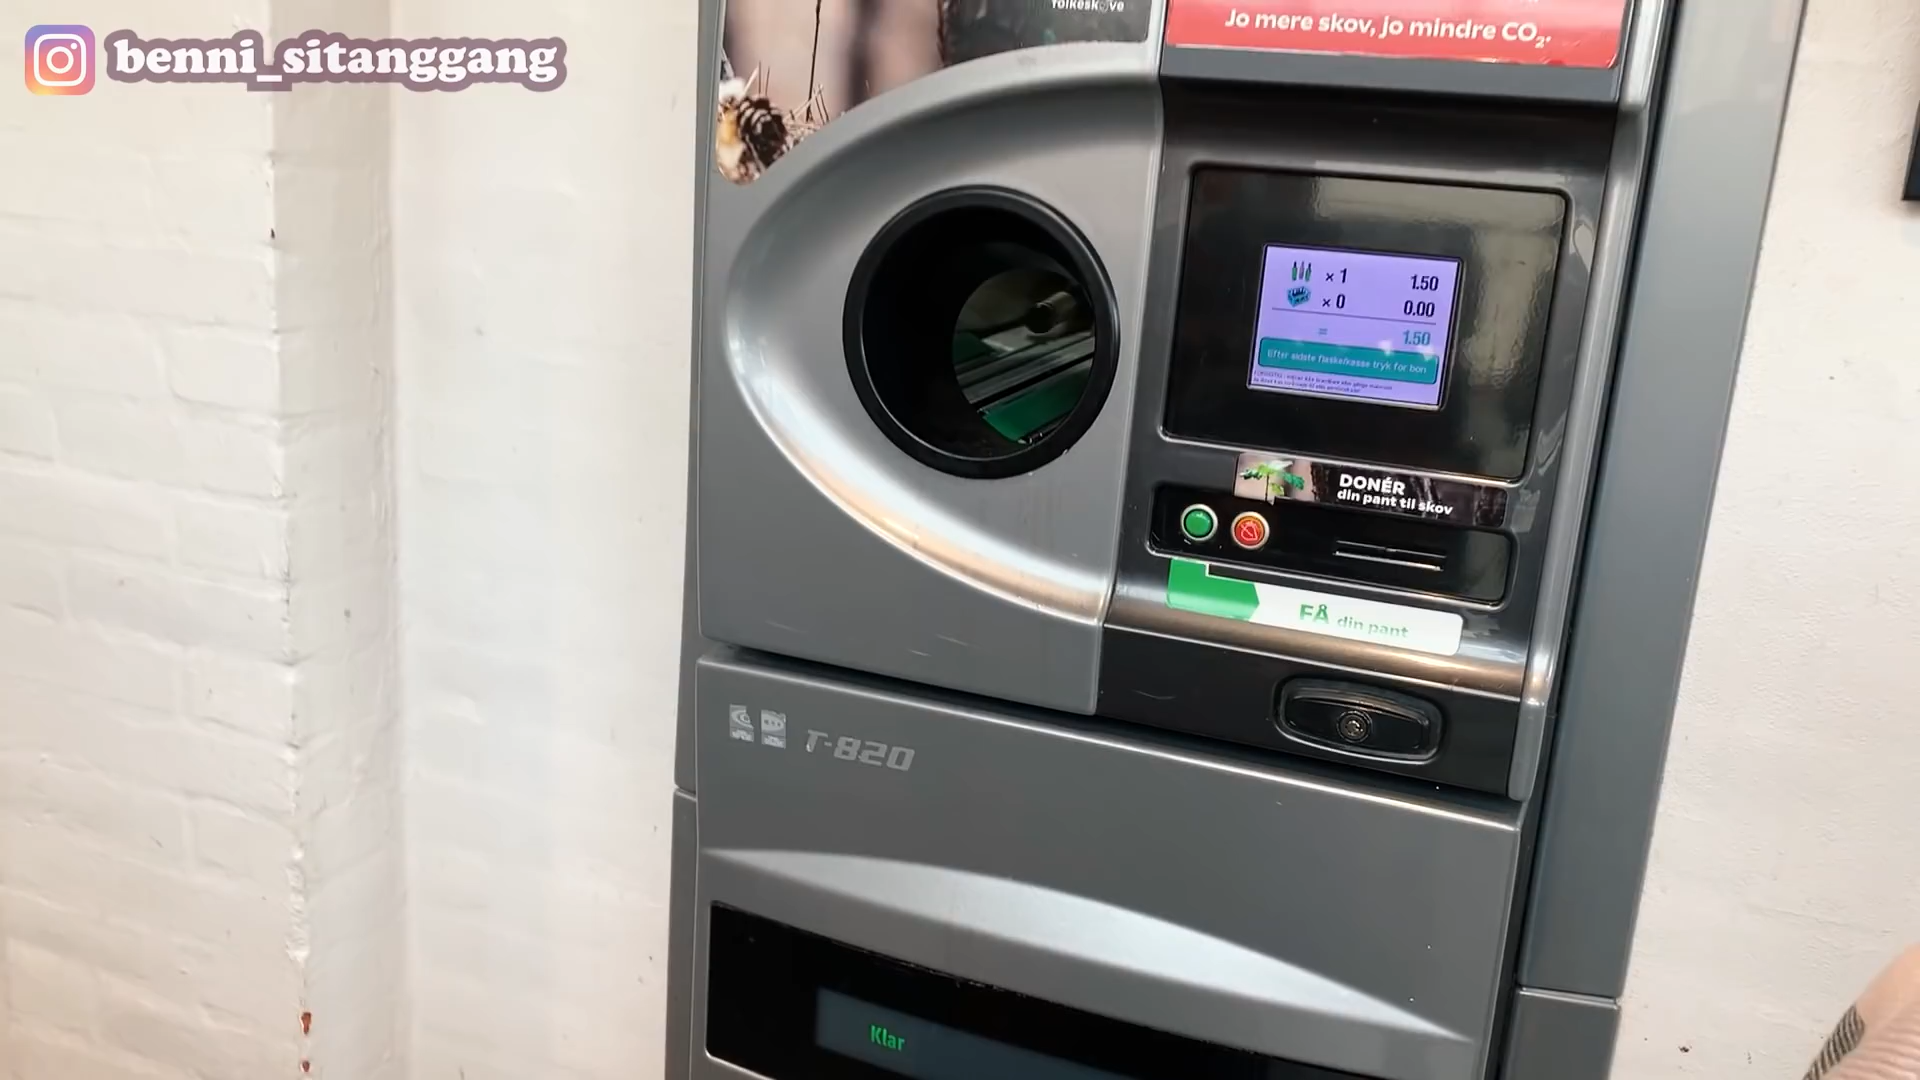 benni_sitanggang
folkeskove
Jo mere skov, jo mindre CO₂.
× 1 1.50
× 0 0.00
= 1.50
Efter sidste flaske/kasse tryk for bon
DONÉR
din pant til skov
FÅ din pant
T-820
Klar